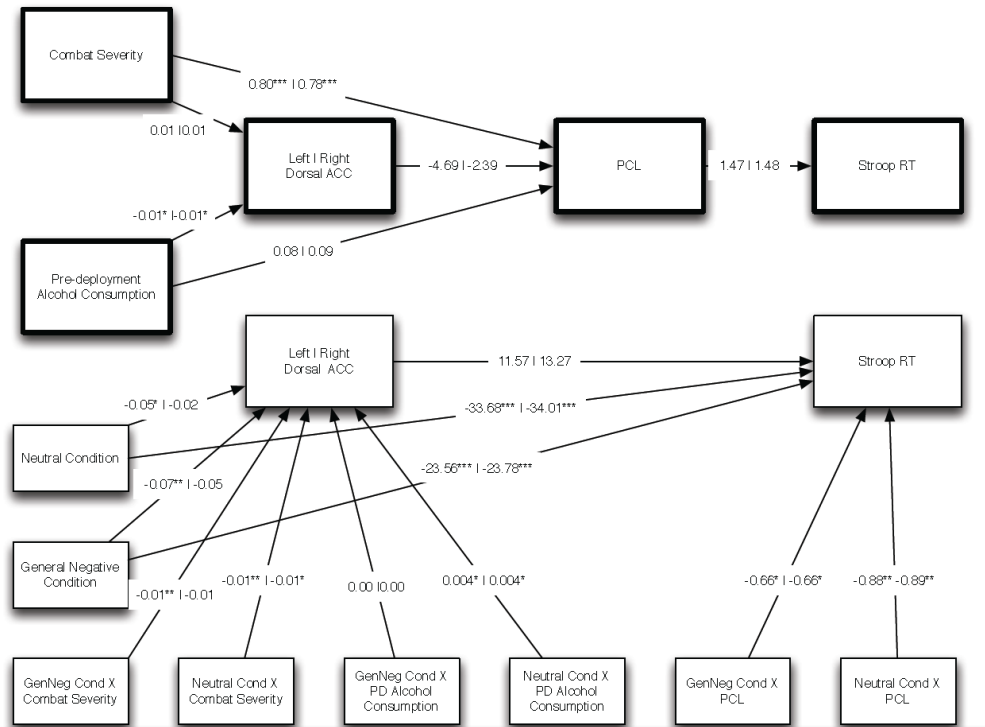 Combat Severity
0.80*** | 0.78***
0.01 |0.01
Left | Right
Dorsal ACC
-4.69 | -2.39
PCL
1.47 | 1.48
Stroop RT
-0.01* |-0.01*
0.08 | 0.09
Pre-deployment
Alcohol Consumption
Left | Right
Dorsal ACC
11.57 | 13.27
Stroop RT
-0.05* | -0.02
-33.68*** | -34.01***
Neutral Condition
-23.56*** | -23.78***
-0.07** | -0.05
General Negative
Condition
-0.01** | -0.01
-0.01** | -0.01*
0.00 |0.00
0.004* | 0.004*
-0.66* | -0.66*
-0.88** -0.89**
GenNeg Cond X
Combat Severity
Neutral Cond X
Combat Severity
GenNeg Cond X
PD Alcohol
Consumption
Neutral Cond X
PD Alcohol
Consumption
GenNeg Cond X
PCL
Neutral Cond X
PCL